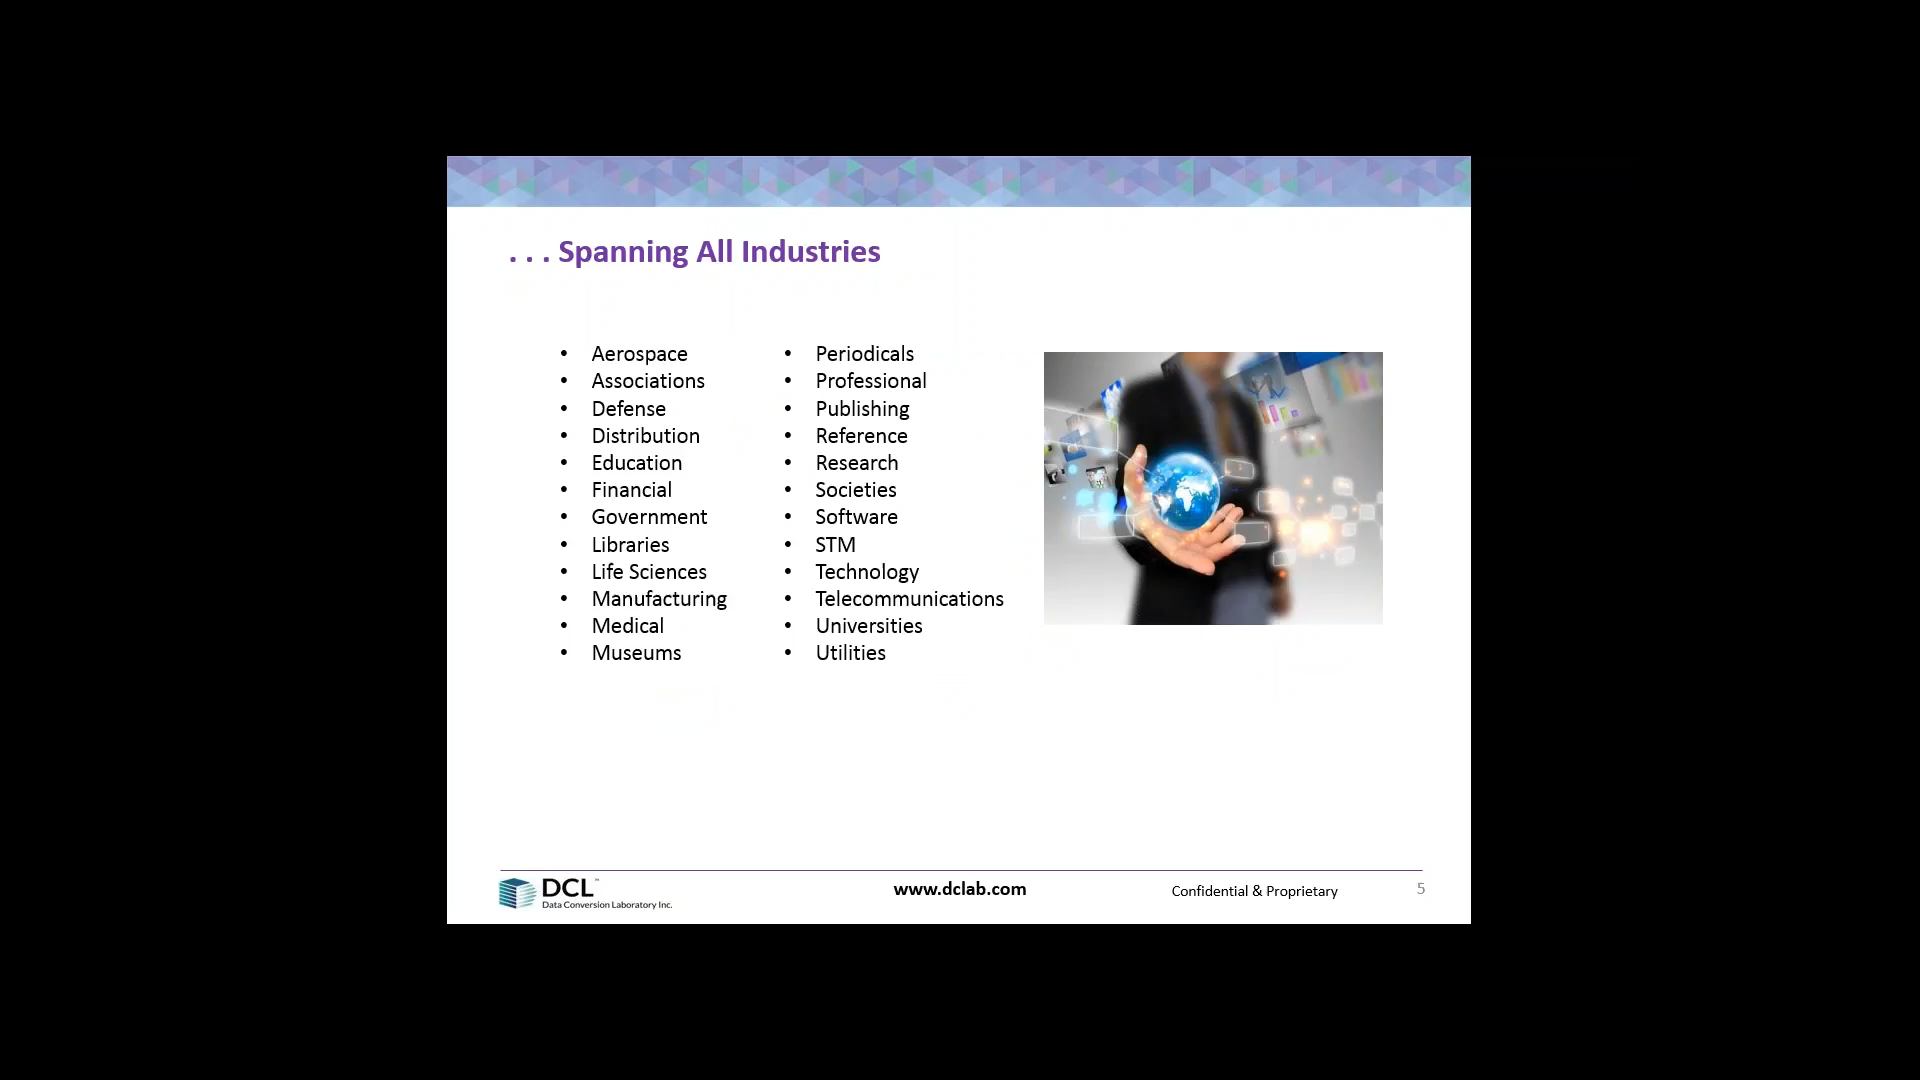 . . . Spanning All Industries
• Aerospace
• Associations
• Defense
• Distribution
• Education
• Financial
• Government
• Libraries
• Life Sciences
• Manufacturing
• Medical
• Museums
• Periodicals
• Professional
• Publishing
• Reference
• Research
• Societies
• Software
• STM
• Technology
• Telecommunications
• Universities
• Utilities
DCL™
Data Conversion Laboratory Inc.
www.dclab.com
Confidential & Proprietary
5